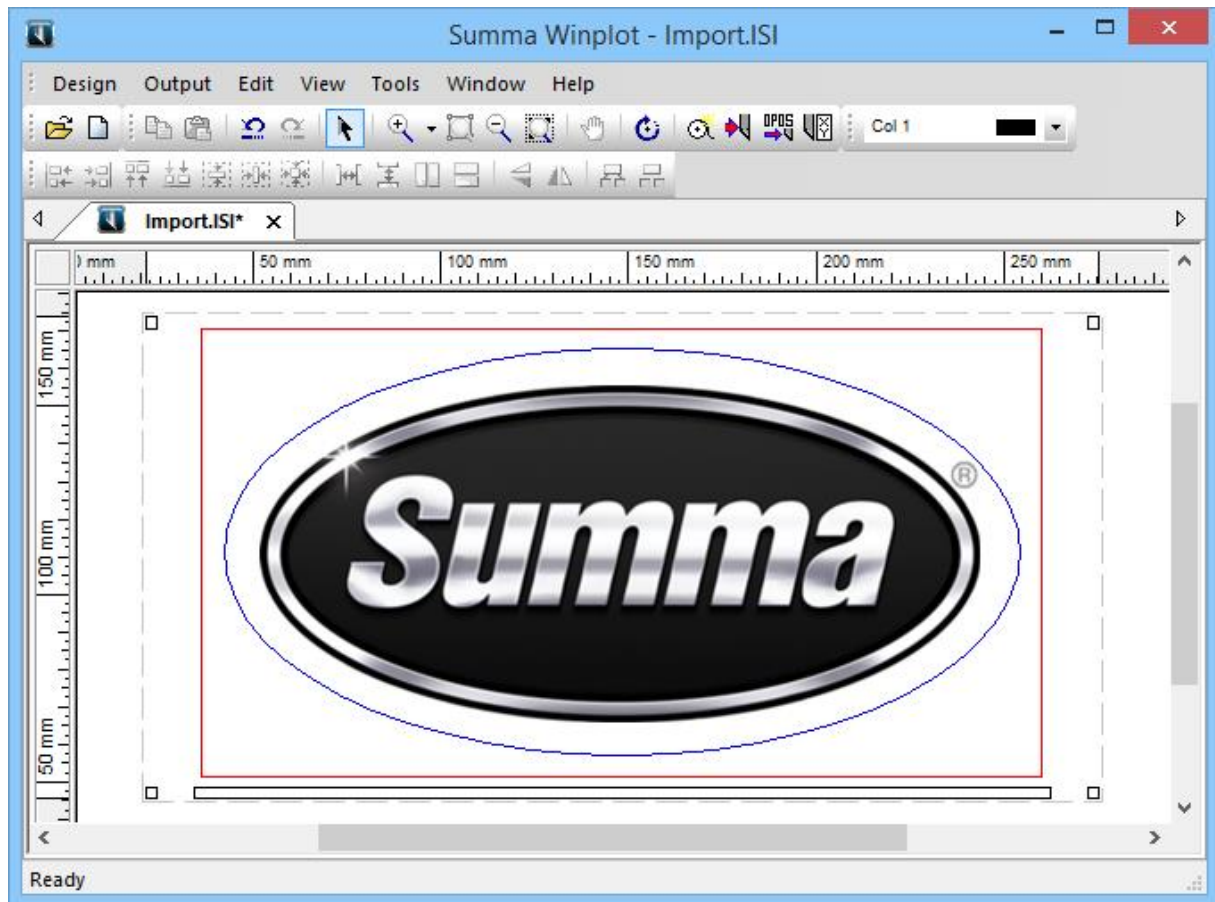 Summa Winplot - Import.ISI
Design Output Edit View Tools Window Help
OPOS Col 1
Import.ISI*
) mm 50 mm 100 mm 150 mm 200 mm 250 mm
150 mm
100 mm
50 mm
Summa ®
Ready